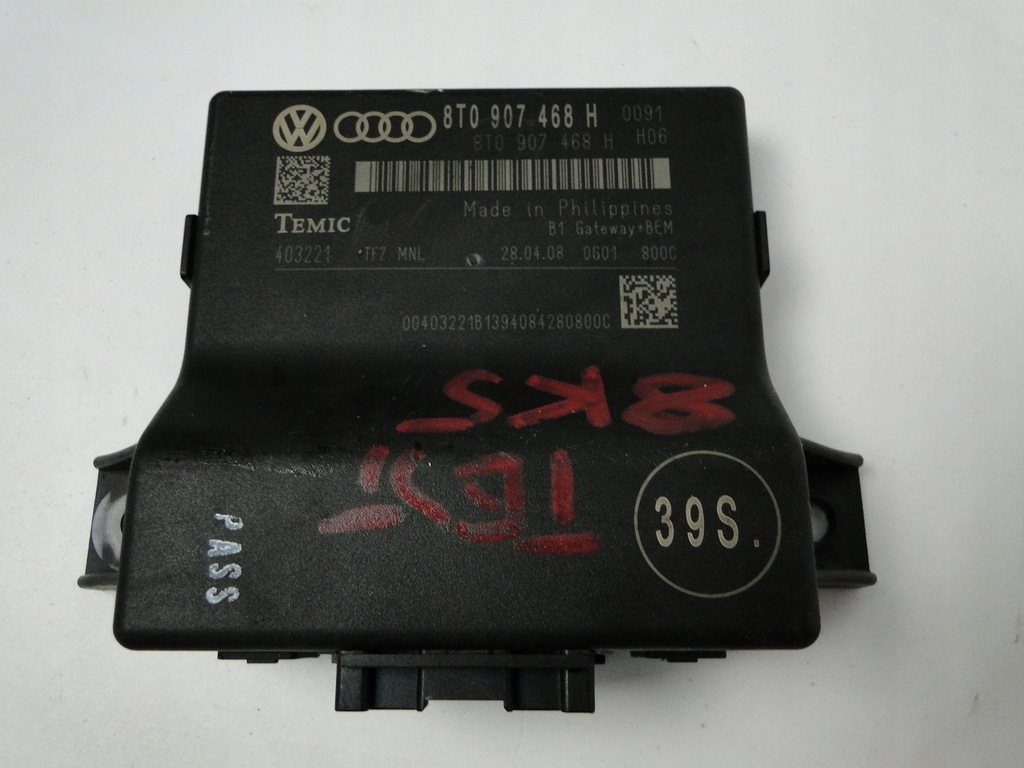 8T0 907 468 H 0091
8T0 907 468 H H06
TEMIC
Made in Philippines
B1 Gateway+BEM
403221 TFZ MNL 28.04.08 0G01 800C
00403221B1394084280800C
8KS
39S.
PASS